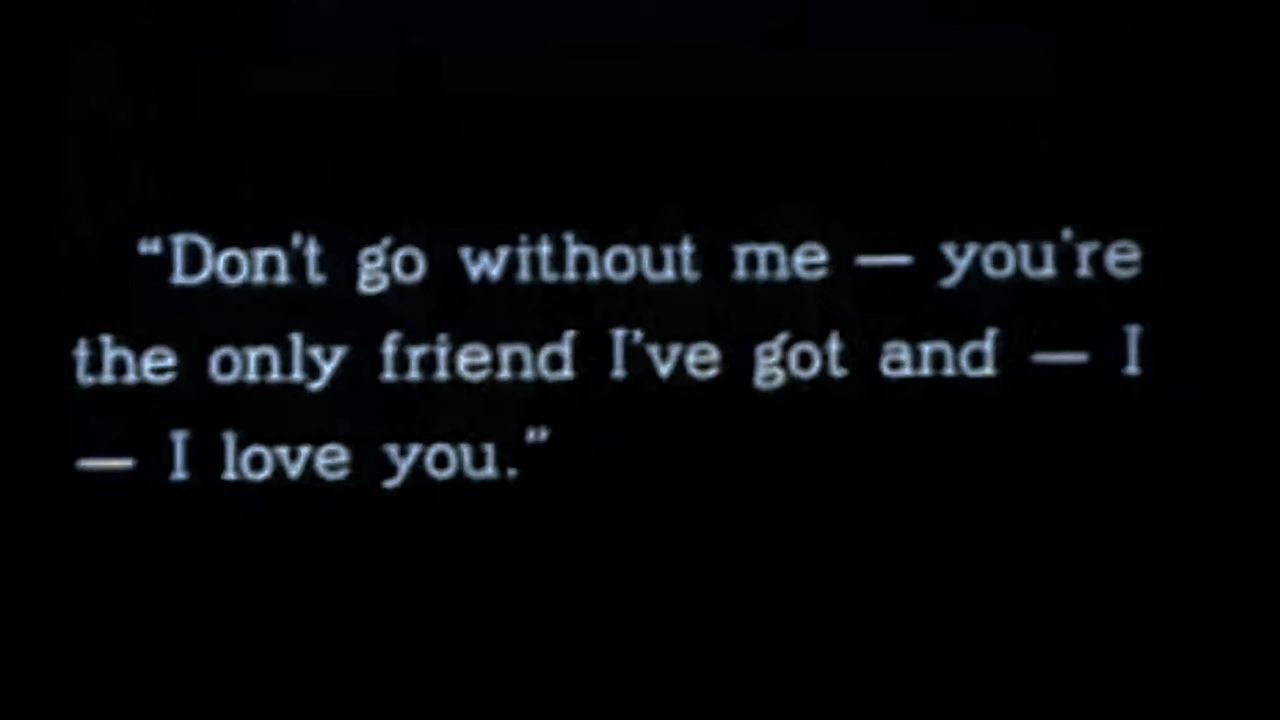 “Don't go without me — you're
the only friend I've got and — I
— I love you.”